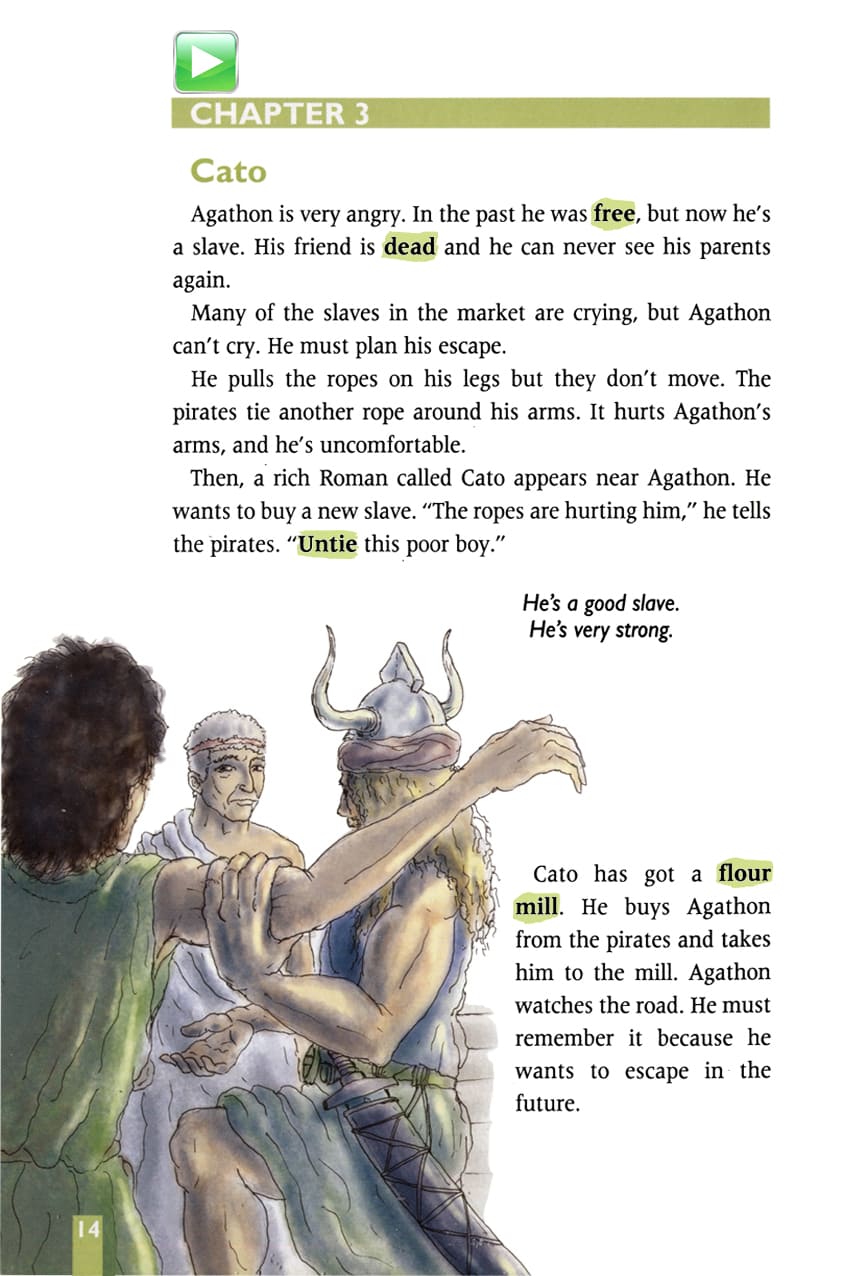 CHAPTER 3
Cato
Agathon is very angry. In the past he was free, but now he's
a slave. His friend is dead and he can never see his parents
again.
Many of the slaves in the market are crying, but Agathon
can't cry. He must plan his escape.
He pulls the ropes on his legs but they don't move. The
pirates tie another rope around his arms. It hurts Agathon's
arms, and he's uncomfortable.
Then, a rich Roman called Cato appears near Agathon. He
wants to buy a new slave. “The ropes are hurting him,” he tells
the pirates. “Untie this poor boy.”
He's a good slave.
He's very strong.
Cato has got a flour
mill. He buys Agathon
from the pirates and takes
him to the mill. Agathon
watches the road. He must
remember it because he
wants to escape in the
future.
14